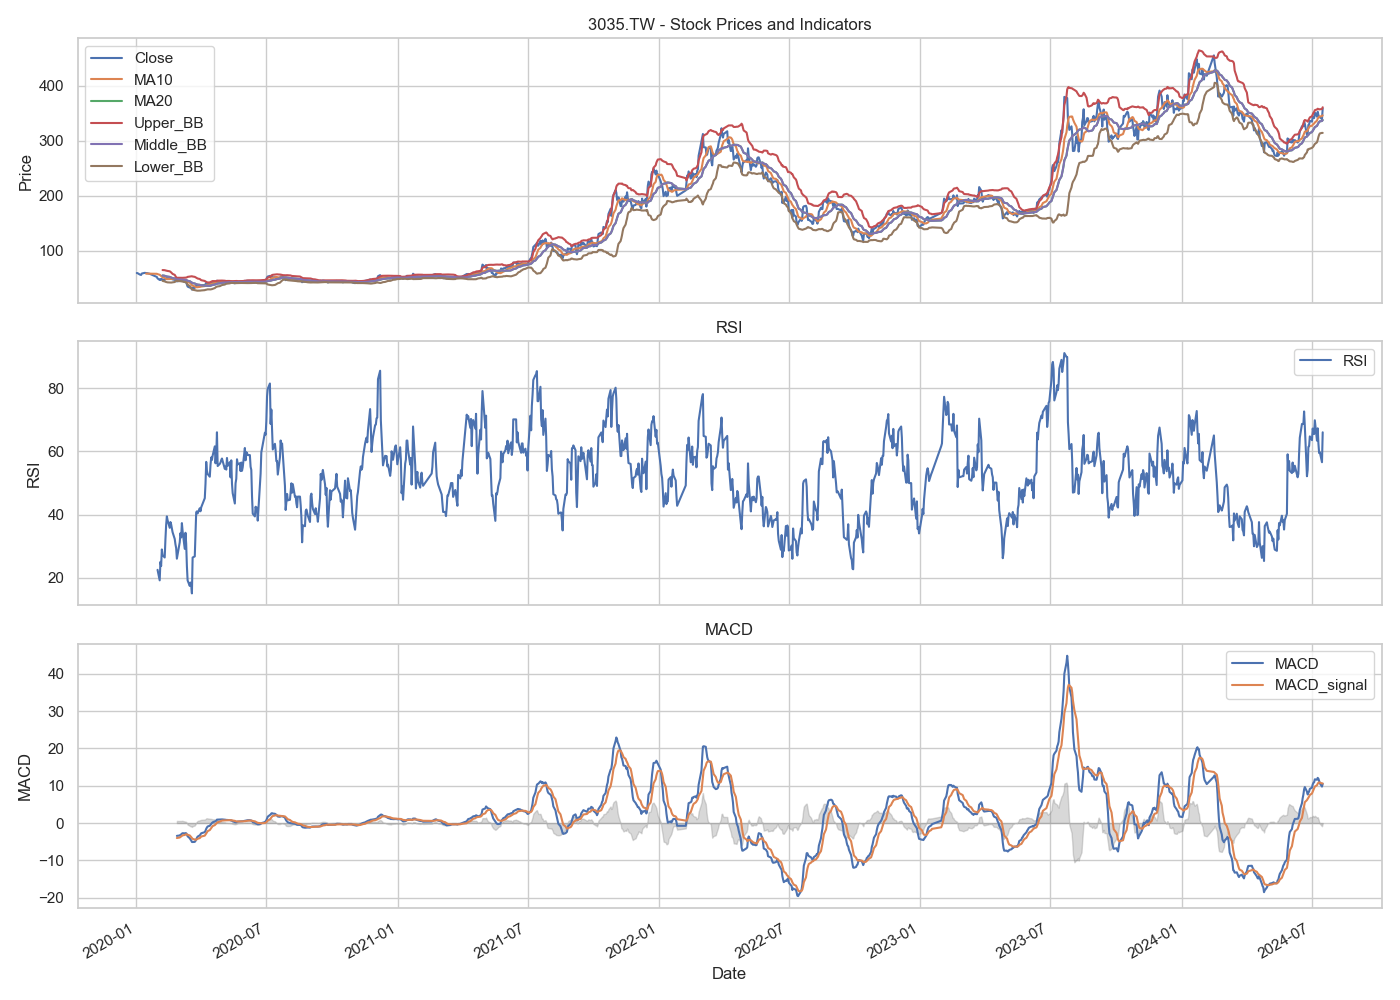 3035.TW - Stock Prices and Indicators
Close
MA10
MA20
Upper_BB
Middle_BB
Lower_BB
Price
400
300
200
100
RSI
RSI
RSI
80
60
40
20
MACD
MACD
MACD_signal
MACD
40
30
20
10
0
−10
−20
2020-01
2020-07
2021-01
2021-07
2022-01
2022-07
2023-01
2023-07
2024-01
2024-07
Date